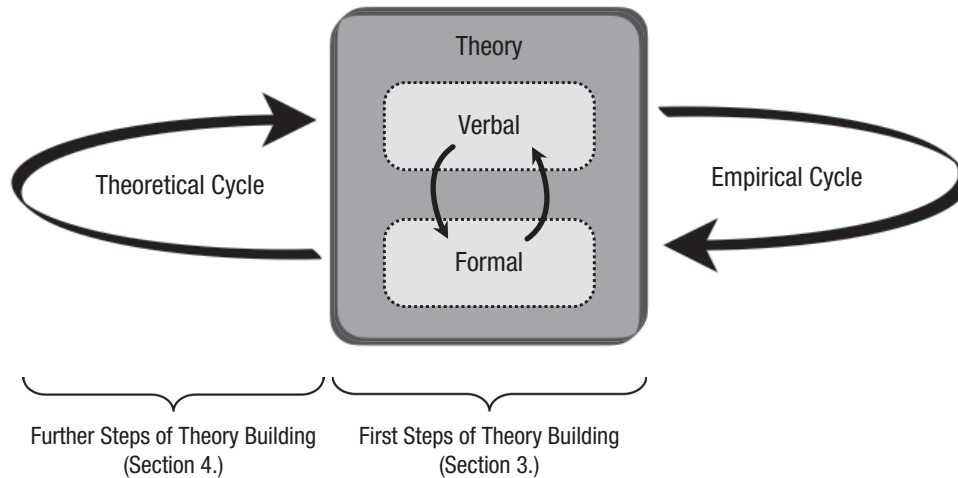 Theory
Verbal
Theoretical Cycle
Empirical Cycle
Formal
Further Steps of Theory Building
(Section 4.)
First Steps of Theory Building
(Section 3.)